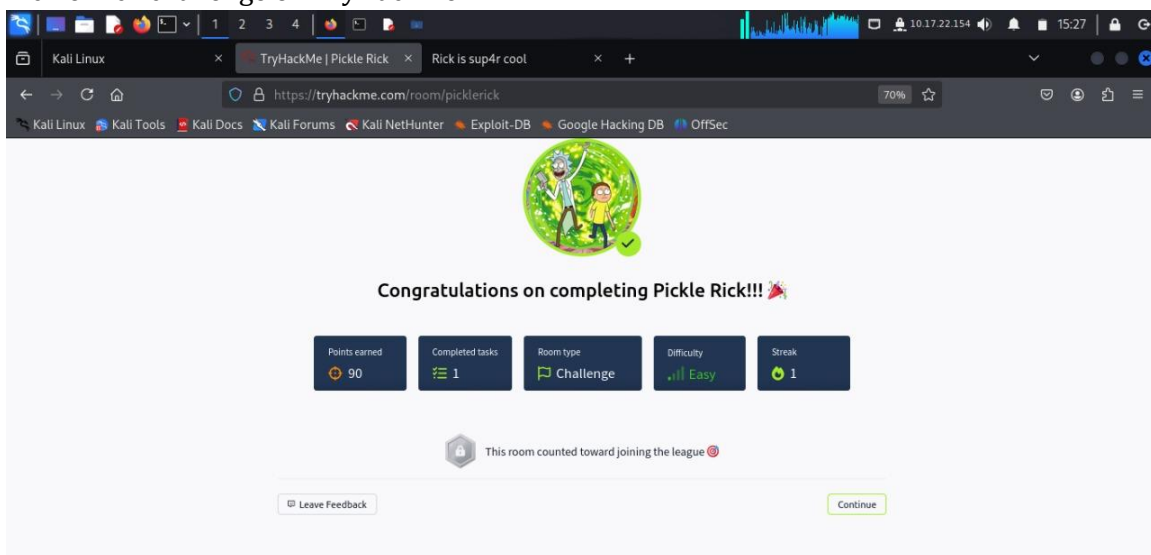 1 2 3 4 10.17.22.154 15:27
Kali Linux × TryHackMe | Pickle Rick × Rick is sup4r cool × +
https://tryhackme.com/room/picklerick 70%
Kali Linux Kali Tools Kali Docs Kali Forums Kali NetHunter Exploit-DB Google Hacking DB OffSec
Congratulations on completing Pickle Rick!!! 🎉
Points earned Completed tasks Room type Difficulty Streak
90 1 Challenge Easy 1
This room counted toward joining the league 🎯
Leave Feedback Continue